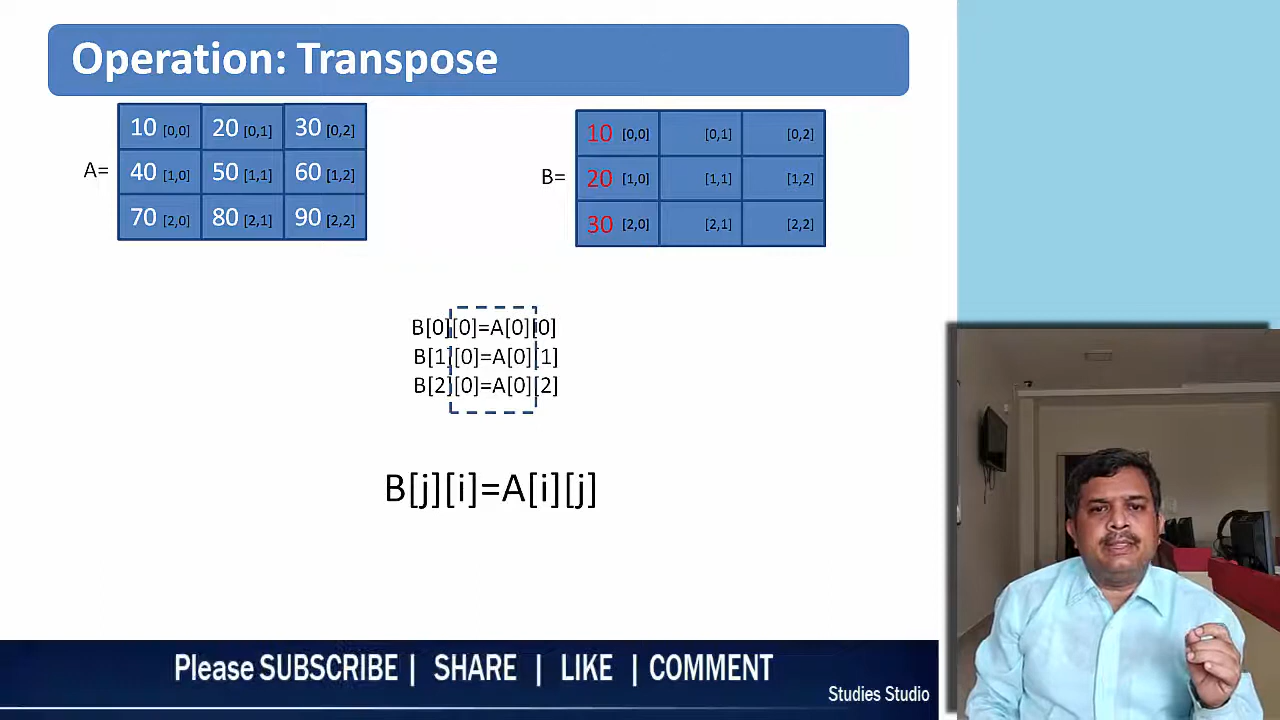 Operation: Transpose
A=
10 [0,0] 20 [0,1] 30 [0,2]
40 [1,0] 50 [1,1] 60 [1,2]
70 [2,0] 80 [2,1] 90 [2,2]
B=
10 [0,0] [0,1] [0,2]
20 [1,0] [1,1] [1,2]
30 [2,0] [2,1] [2,2]
B[0][0]=A[0][0]
B[1][0]=A[0][1]
B[2][0]=A[0][2]
B[j][i]=A[i][j]
Please SUBSCRIBE | SHARE | LIKE | COMMENT
Studies Studio